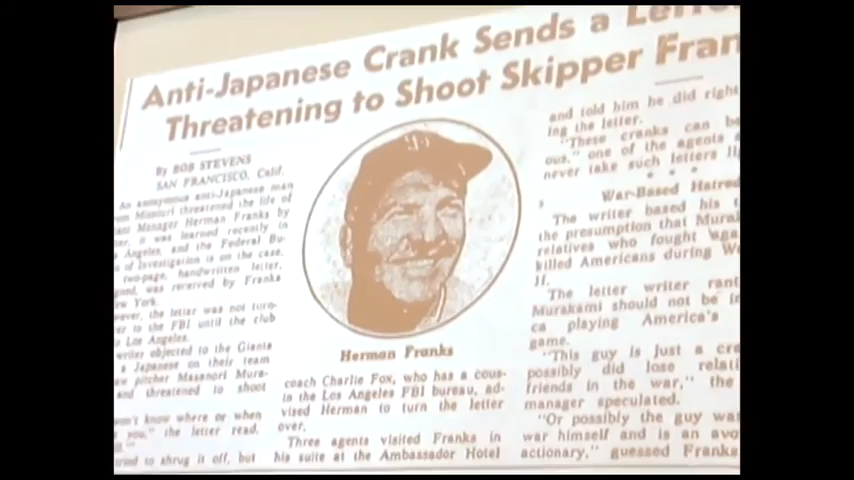 Anti-Japanese Crank Sends a Letter
Threatening to Shoot Skipper Fran
By BOB STEVENS
SAN FRANCISCO, Calif.
An anonymous anti-Japanese man
Missouri threatened the life of
Manager Herman Franks by
it was learned recently in
Angeles, and the Federal Bu-
of Investigation is on the case.
two-page, handwritten letter,
was received by Franks
York.
the letter was not turn-
to the FBI until the club
Los Angeles.
writer objected to the Giants
a Japanese on their team
pitcher Masanori Mura-
and threatened to shoot
won't know where or when
you," the letter read.
to shrug it off, but
Herman Franks
coach Charlie Fox, who has a cous-
in the Los Angeles FBI bureau, ad-
vised Herman to turn the letter
over.
Three agents visited Franks in
his suite at the Ambassador Hotel
and told him he did right
ing the letter.
"These cranks can be
ous," one of the agents
never take such letters
War-Based Hatred
The writer based his
the presumption that Mura
relatives who fought
killed Americans during
II.
The letter writer rant
Murakami should not be in
ca playing America's
game.
"This guy is just a cra
possibly did lose relati
friends in the war," the
manager speculated.
"Or possibly the guy was
war himself and is an avo
actionary," guessed Franks